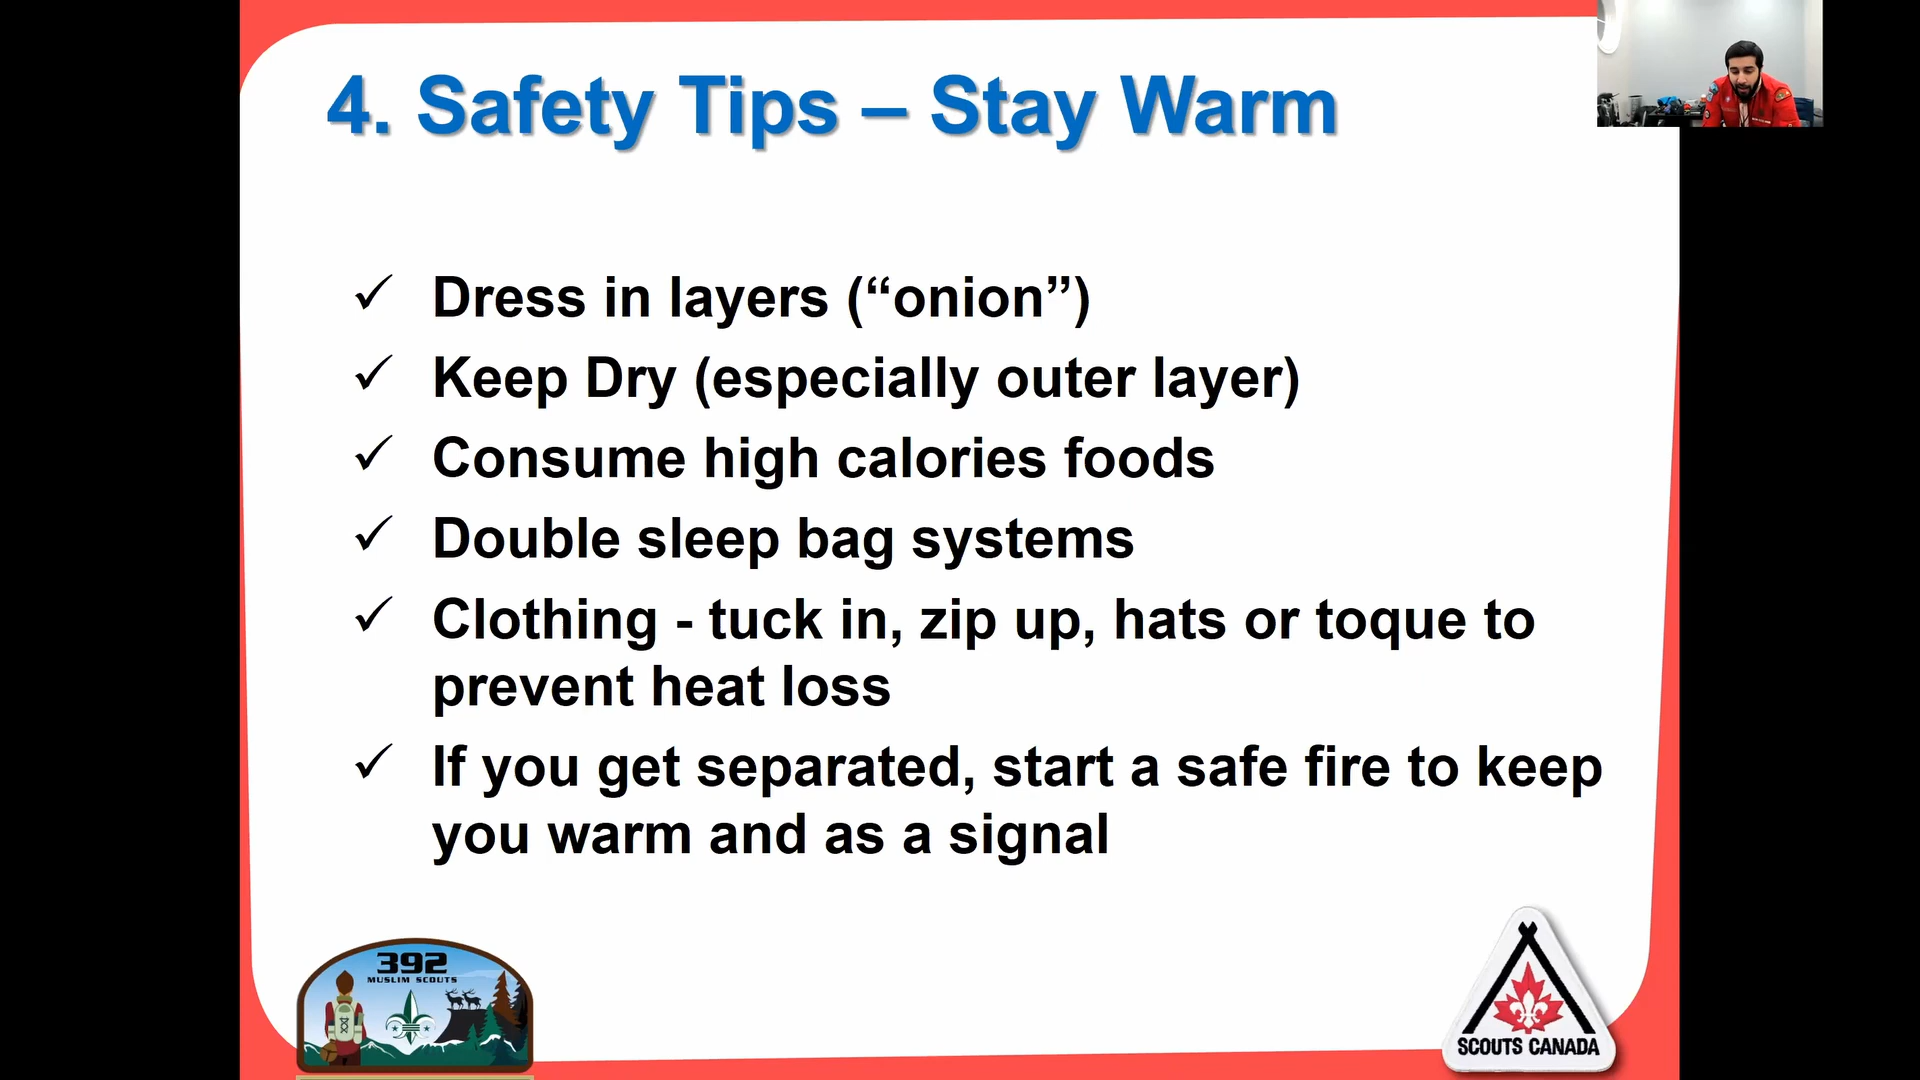 4. Safety Tips – Stay Warm
✓ Dress in layers (“onion”)
✓ Keep Dry (especially outer layer)
✓ Consume high calories foods
✓ Double sleep bag systems
✓ Clothing - tuck in, zip up, hats or toque to
prevent heat loss
✓ If you get separated, start a safe fire to keep
you warm and as a signal
392
MUSLIM SCOUTS
SCOUTS CANADA